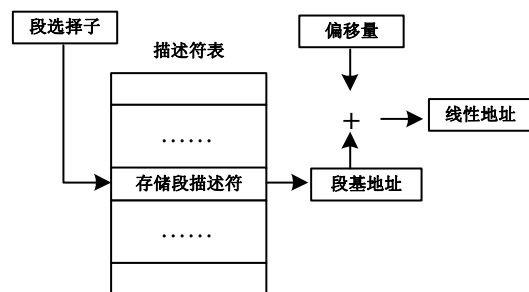 段选择子
偏移量
描述符表
线性地址
+
……
存储段描述符
段基地址
……